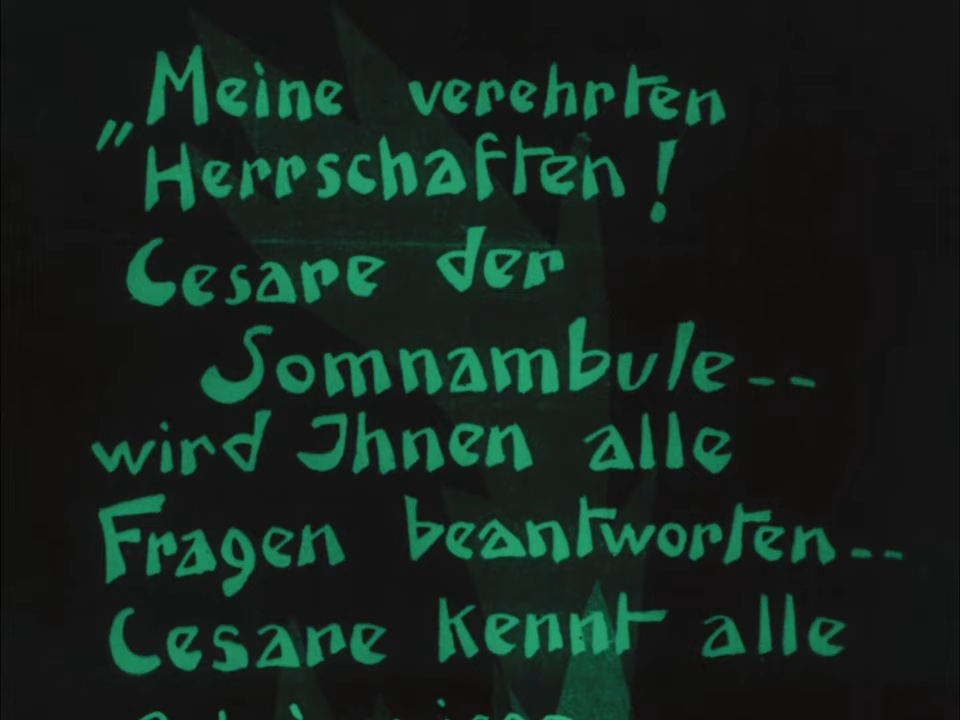 „Meine verehrten
Herrschaften!
Cesare der
Somnambule--
wird Ihnen alle
Fragen beantworten--
Cesare kennt alle